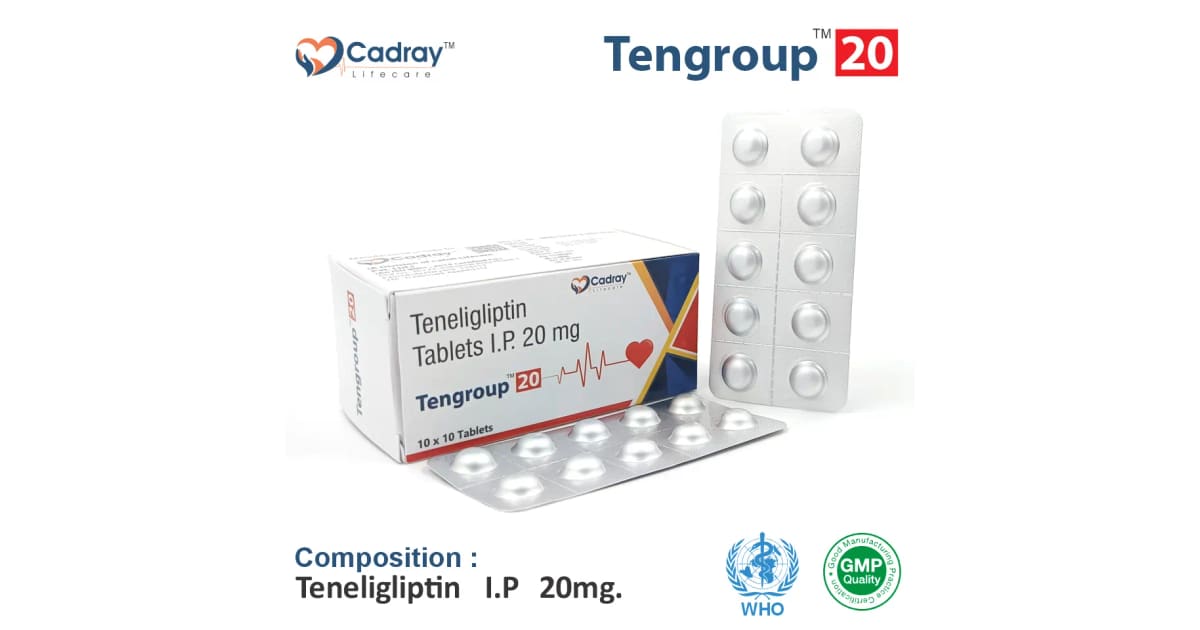 Cadray™
Lifecare
Tengroup™ 20
Cadray
Cadray™
Lifecare
Teneligliptin
Tablets I.P. 20 mg
Tengroup™ 20
10 x 10 Tablets
Tengroup 20
Composition :
Teneligliptin I.P 20mg.
WHO
Good Manufacturing
Practice Certification
GMP
Quality